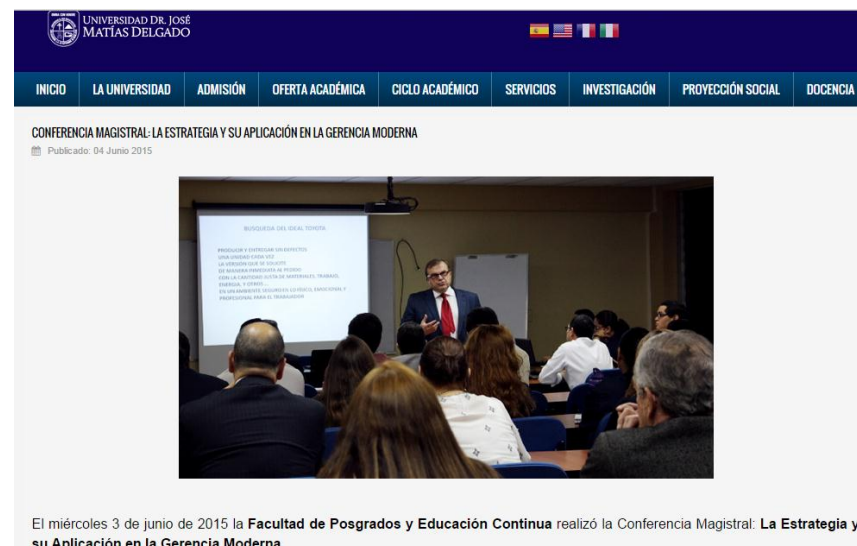 UNIVERSIDAD DR. JOSÉ
MATÍAS DELGADO
INICIO LA UNIVERSIDAD ADMISIÓN OFERTA ACADÉMICA CICLO ACADÉMICO SERVICIOS INVESTIGACIÓN PROYECCIÓN SOCIAL DOCENCIA
CONFERENCIA MAGISTRAL: LA ESTRATEGIA Y SU APLICACIÓN EN LA GERENCIA MODERNA
Publicado: 04 Junio 2015
BUSQUEDA DEL IDEAL TOYOTA
PRODUCIR Y ENTREGAR SIN DEFECTOS
UNA UNIDAD CADA VEZ
LA VERSIÓN QUE SE SOLICITE
DE MANERA INMEDIATA AL PEDIDO
CON LA CANTIDAD JUSTA DE MATERIALES, TRABAJO,
ENERGIA, Y OTROS...
EN UN AMBIENTE SEGURO EN LO FISICO, EMOCIONAL Y
PROFESIONAL PARA EL TRABAJADOR
El miércoles 3 de junio de 2015 la Facultad de Posgrados y Educación Continua realizó la Conferencia Magistral: La Estrategia y
su Aplicación en la Gerencia Moderna